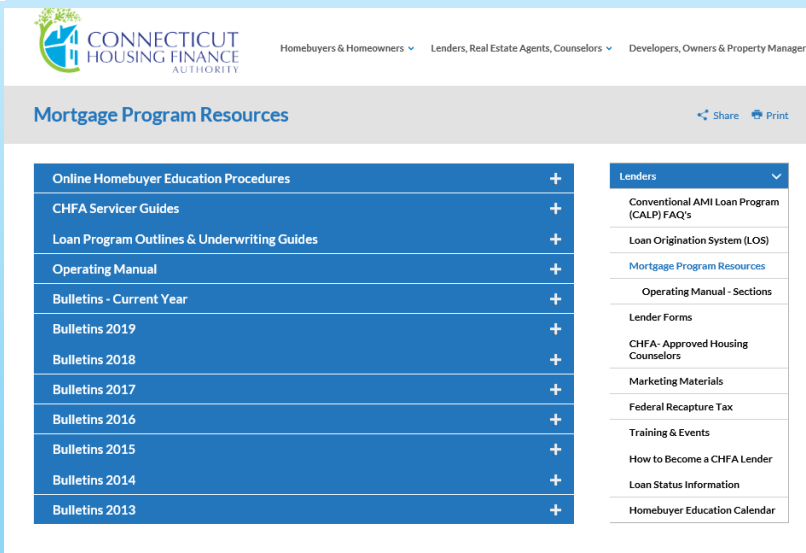 CONNECTICUT
HOUSING FINANCE
AUTHORITY
Homebuyers & Homeowners
Lenders, Real Estate Agents, Counselors
Developers, Owners & Property Manager
Mortgage Program Resources
Share
Print
Online Homebuyer Education Procedures
CHFA Servicer Guides
Loan Program Outlines & Underwriting Guides
Operating Manual
Bulletins - Current Year
Bulletins 2019
Bulletins 2018
Bulletins 2017
Bulletins 2016
Bulletins 2015
Bulletins 2014
Bulletins 2013
Lenders
Conventional AMI Loan Program
(CALP) FAQ's
Loan Origination System (LOS)
Mortgage Program Resources
Operating Manual - Sections
Lender Forms
CHFA- Approved Housing
Counselors
Marketing Materials
Federal Recapture Tax
Training & Events
How to Become a CHFA Lender
Loan Status Information
Homebuyer Education Calendar